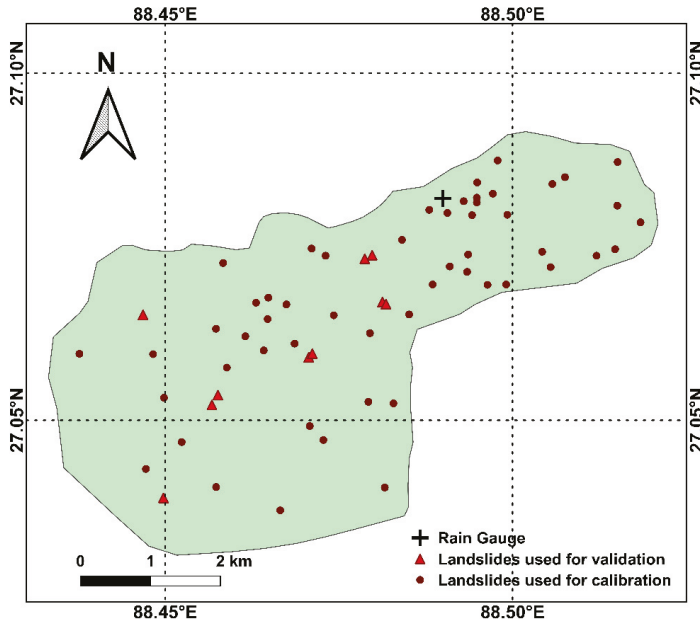 88.45°E 88.50°E
27.10°N 27.10°N
N
27.05°N 27.05°N
Rain Gauge
Landslides used for validation
Landslides used for calibration
0 1 2 km
88.45°E 88.50°E